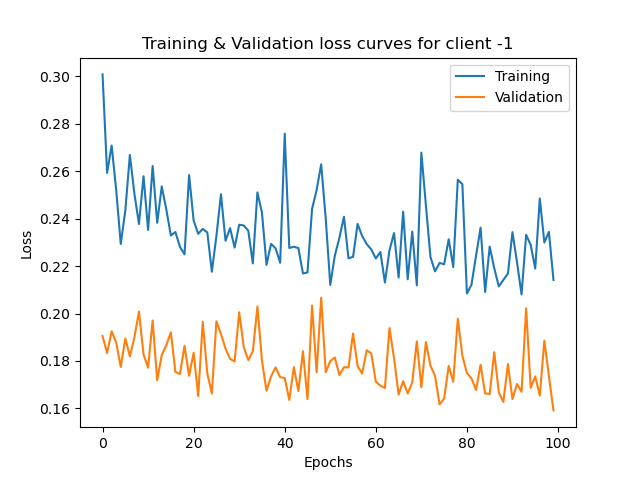 Training & Validation loss curves for client -1
Training
Validation
Loss
0.30
0.28
0.26
0.24
0.22
0.20
0.18
0.16
0 20 40 60 80 100
Epochs